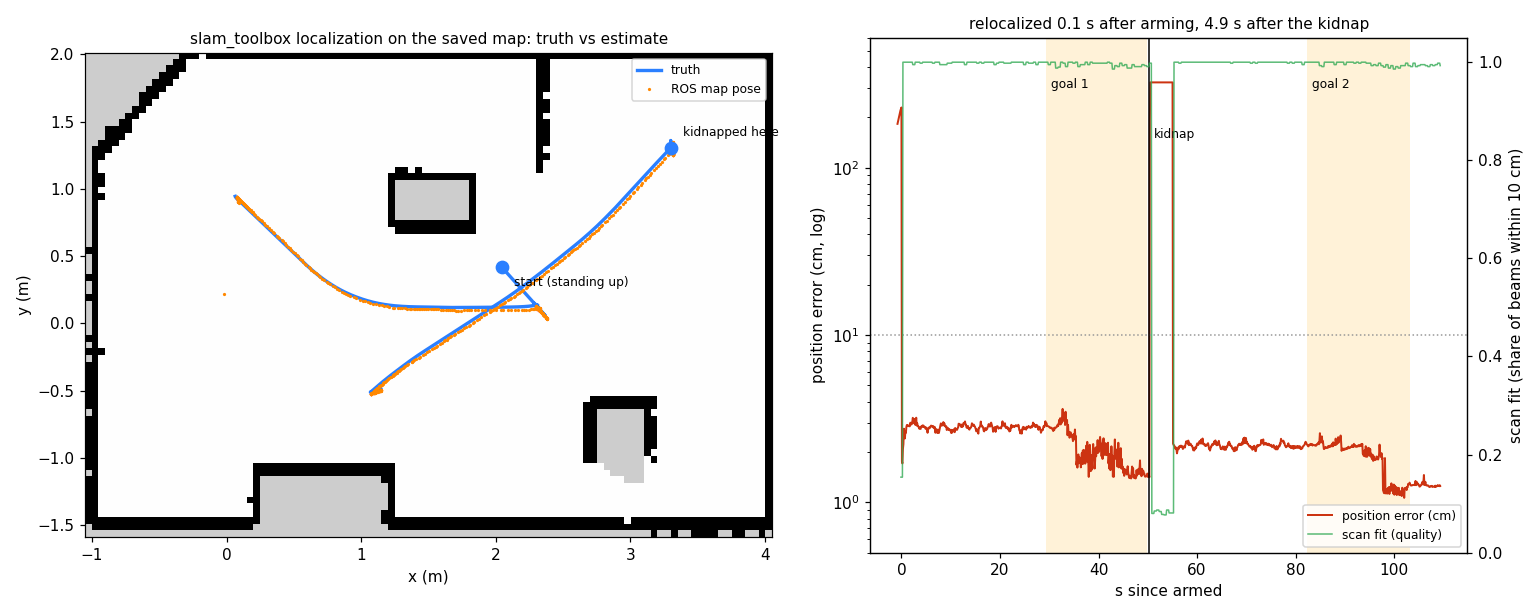 slam_toolbox localization on the saved map: truth vs estimate
2.0
1.5
1.0
0.5
0.0
−0.5
−1.0
−1.5
y (m)
truth
ROS map pose
kidnapped here
start (standing up)
−1
0
1
2
3
4
x (m)
relocalized 0.1 s after arming, 4.9 s after the kidnap
position error (cm, log)
10²
10¹
10⁰
goal 1
kidnap
goal 2
position error (cm)
scan fit (quality)
1.0
0.8
0.6
0.4
0.2
0.0
scan fit (share of beams within 10 cm)
0
20
40
60
80
100
s since armed